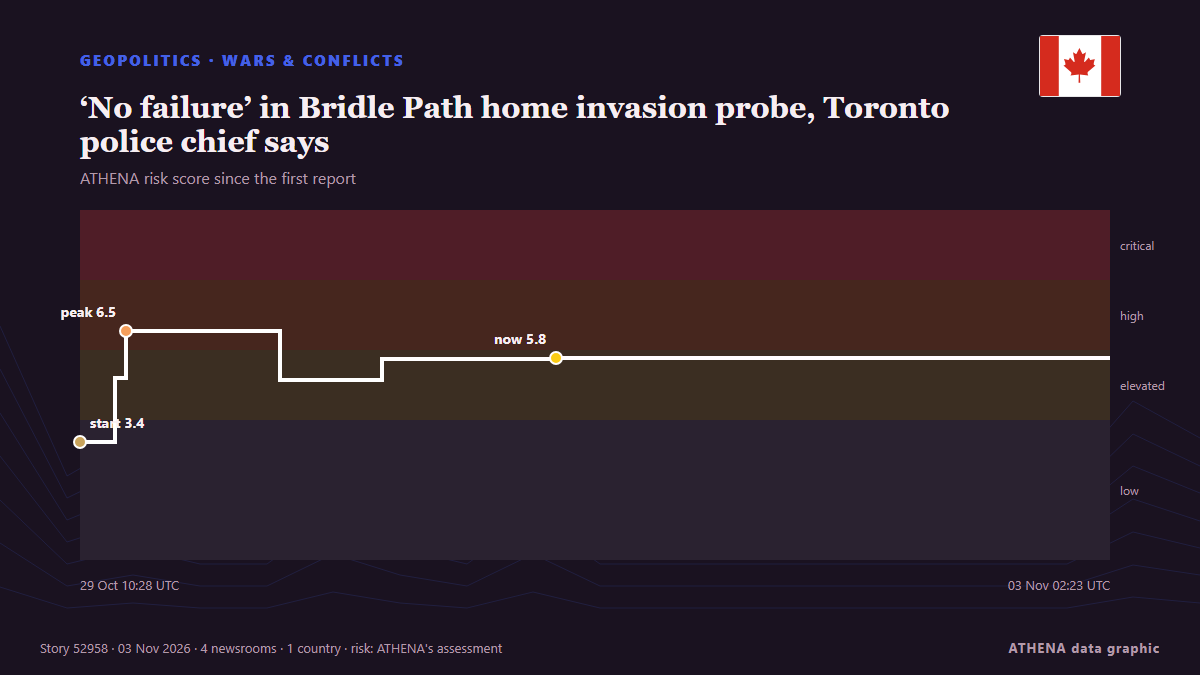 GEOPOLITICS · WARS & CONFLICTS
‘No failure’ in Bridle Path home invasion probe, Toronto
police chief says
ATHENA risk score since the first report
critical
peak 6.5
high
now 5.8
elevated
start 3.4
low
29 Oct 10:28 UTC
03 Nov 02:23 UTC
Story 52958 · 03 Nov 2026 · 4 newsrooms · 1 country · risk: ATHENA's assessment
ATHENA data graphic